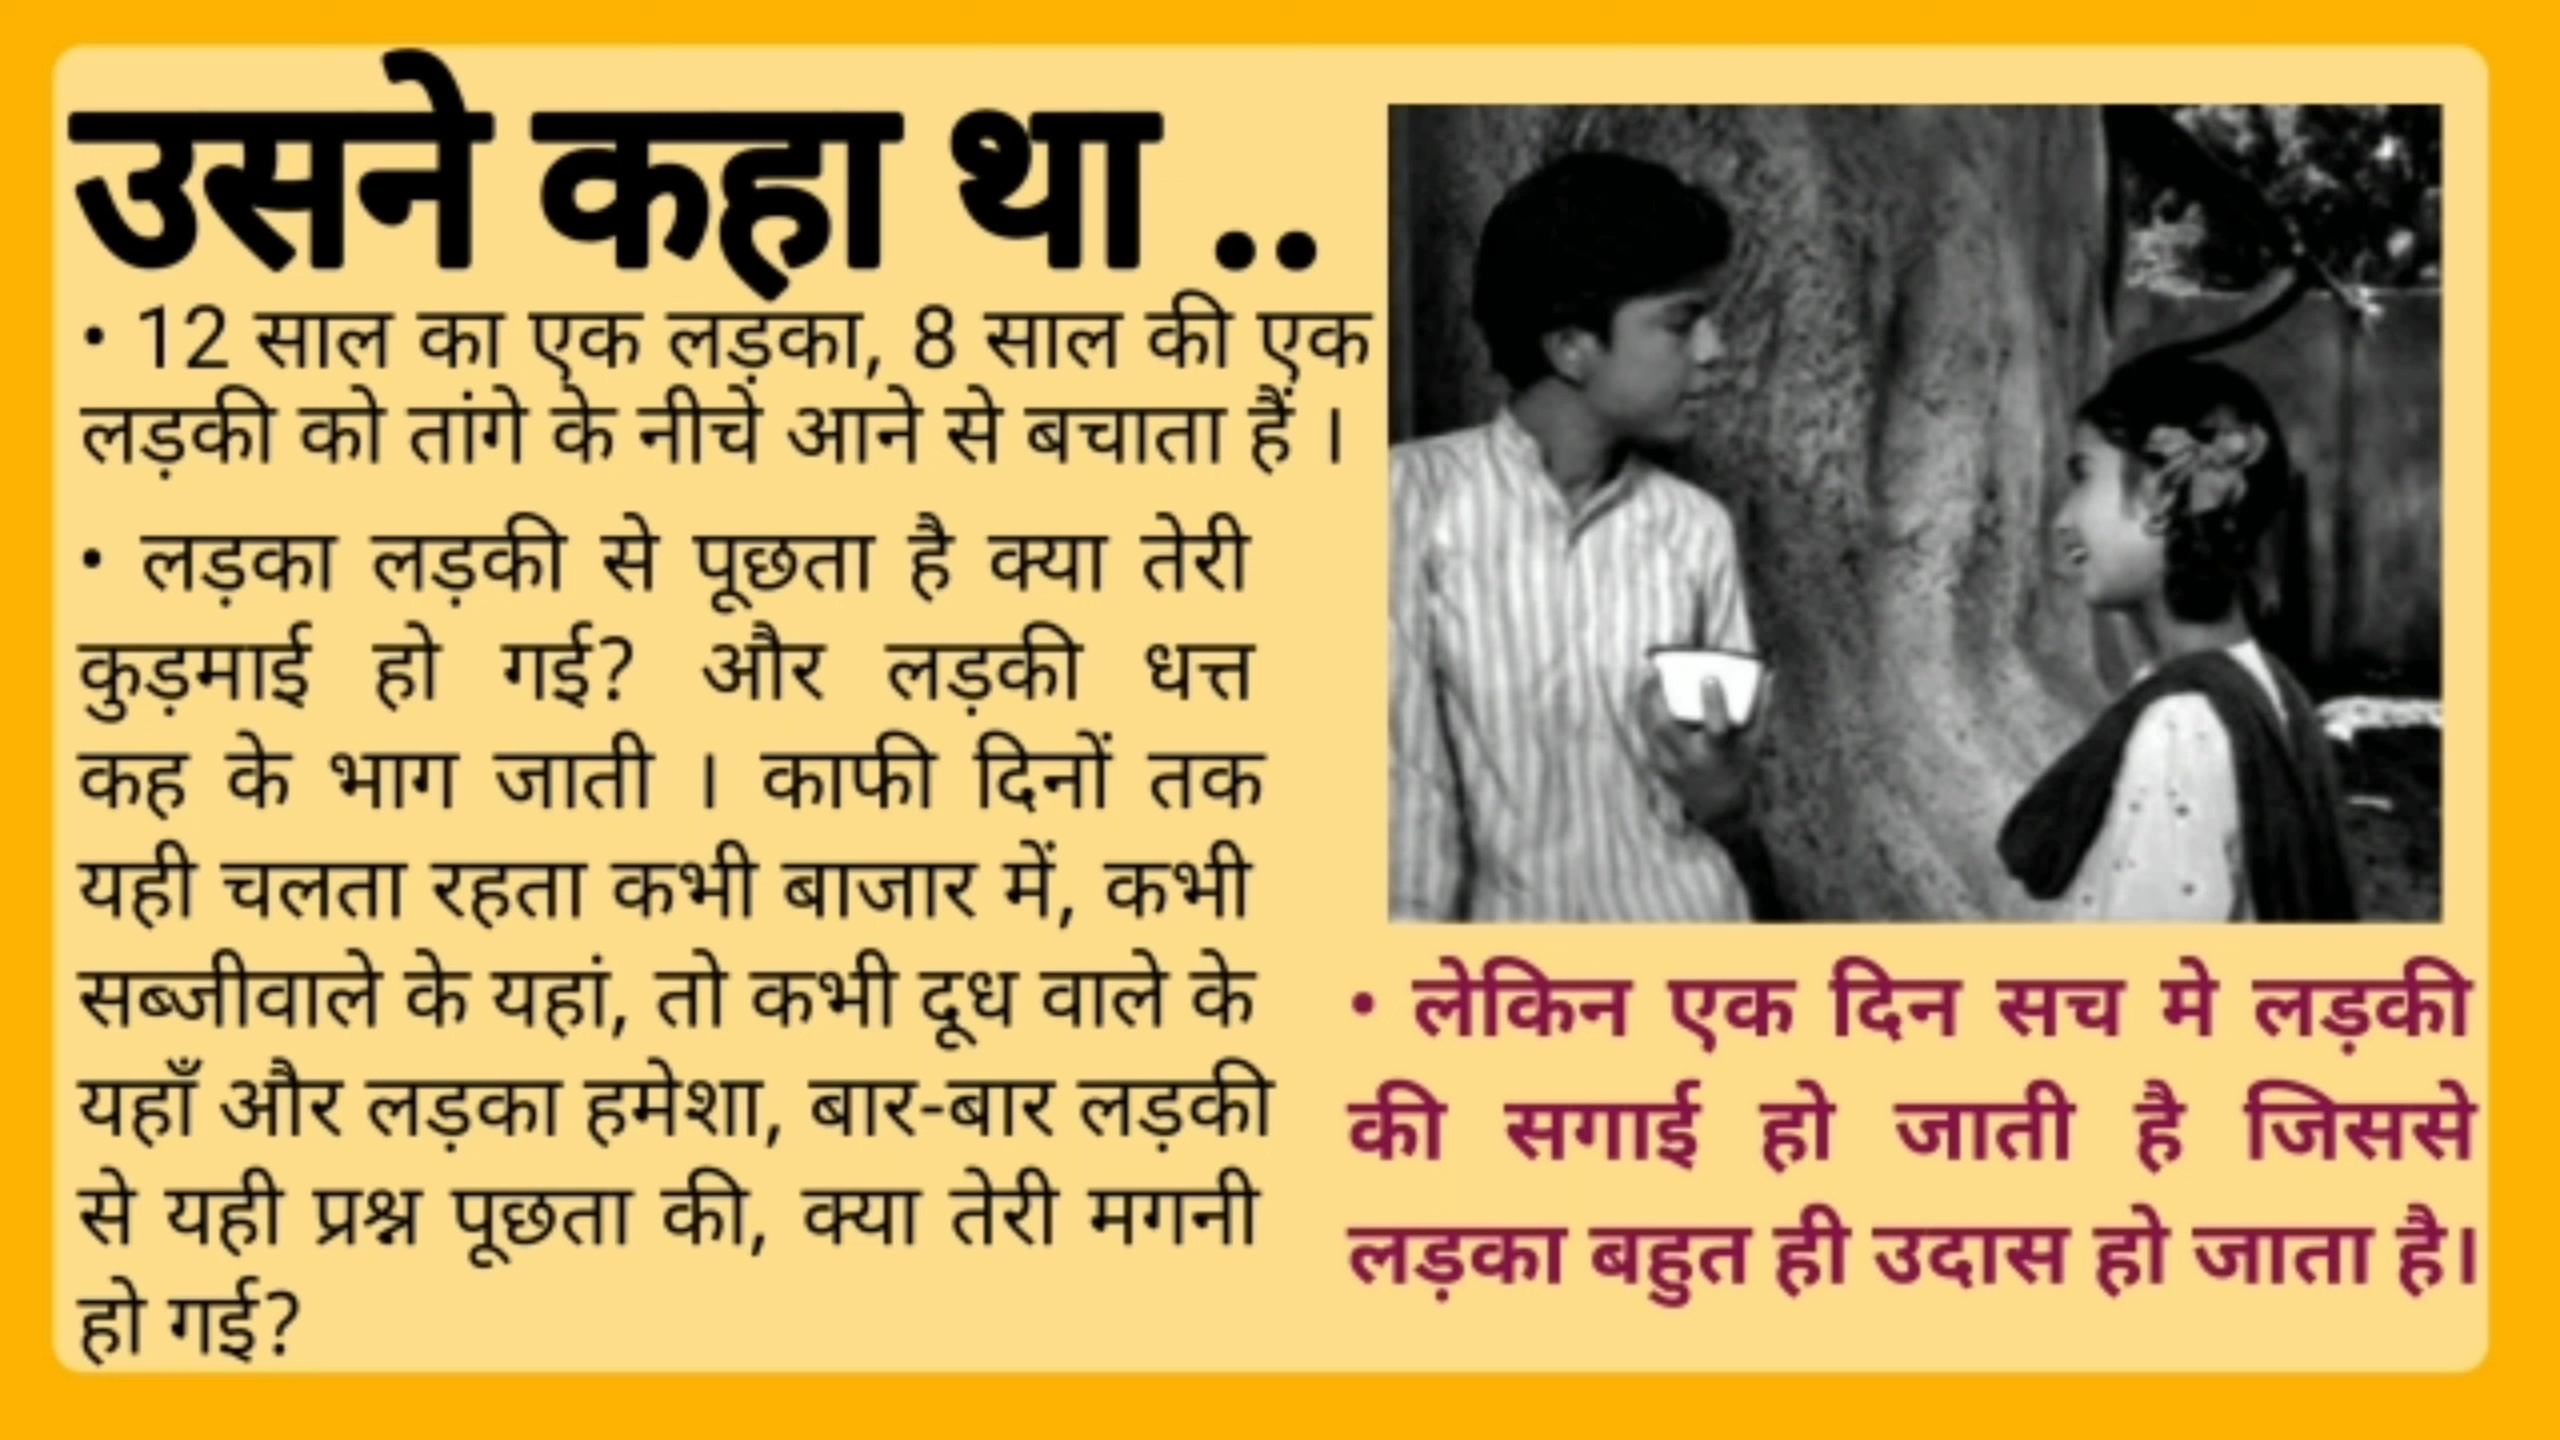 उसने कहा था ..
• 12 साल का एक लड़का, 8 साल की एक
लड़की को तांगे के नीचे आने से बचाता हैं ।
• लड़का लड़की से पूछता है क्या तेरी
कुड़माई हो गई? और लड़की धत्त
कह के भाग जाती । काफी दिनों तक
यही चलता रहता कभी बाजार में, कभी
सब्जीवाले के यहां, तो कभी दूध वाले के
यहाँ और लड़का हमेशा, बार-बार लड़की
से यही प्रश्न पूछता की, क्या तेरी मगनी
हो गई?
• लेकिन एक दिन सच मे लड़की
की सगाई हो जाती है जिससे
लड़का बहुत ही उदास हो जाता है।